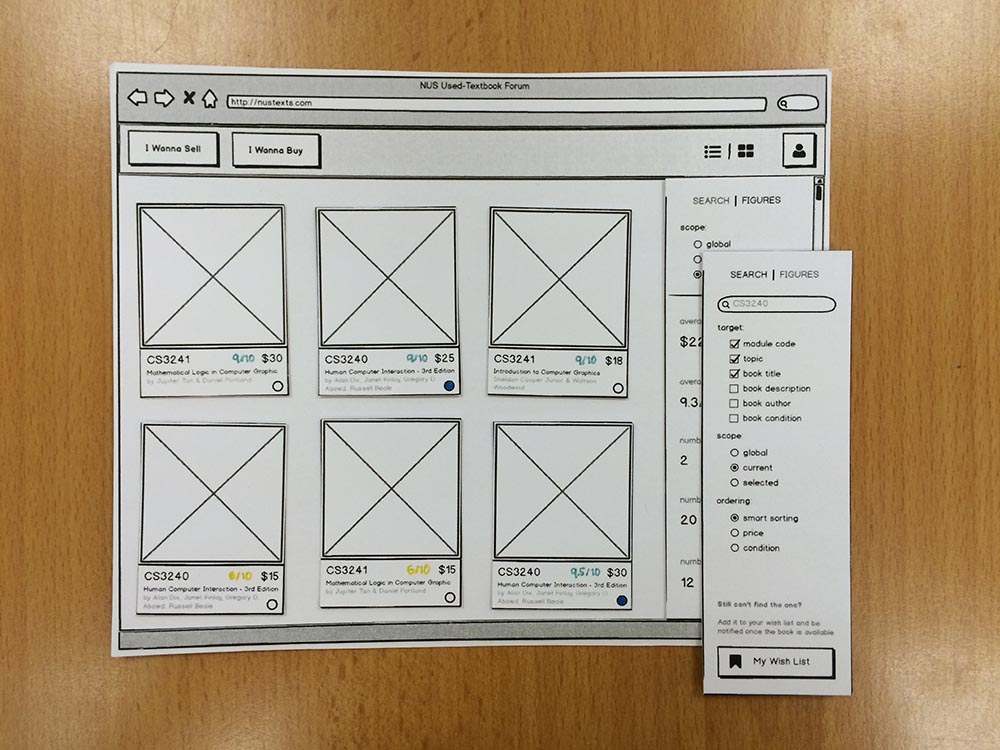 NUS Used-Textbook Forum
http://nustexts.com
I Wanna Sell
I Wanna Buy
SEARCH | FIGURES
scope:
global
CS3241 9/10 $30
Mathematical Logic in Computer Graphic
by Jupiter Tan & Daniel Portland
CS3240 9/10 $25
Human Computer Interaction - 3rd Edition
by Alan Dix, Janet Finlay, Gregory D.
Abowd, Russell Beale
CS3241 9/10 $18
Introduction to Computer Graphics
Sheldon Cooper Junior & Watson
Woodwind
CS3240 6/10 $15
Human Computer Interaction - 3rd Edition
by Alan Dix, Janet Finlay, Gregory D.
Abowd, Russell Beale
CS3241 6/10 $15
Mathematical Logic in Computer Graphic
by Jupiter Tan & Daniel Portland
CS3240 9.5/10 $30
Human Computer Interaction - 3rd Edition
by Alan Dix, Janet Finlay, Gregory D.
Abowd, Russell Beale
avera
$22
avera
9.3/
numb
2
numb
20
numb
12
SEARCH | FIGURES
CS3240
target:
module code
topic
book title
book description
book author
book condition
scope:
global
current
selected
ordering:
smart sorting
price
condition
Still can't find the one?
Add it to your wish list and be
notified once the book is available
My Wish List